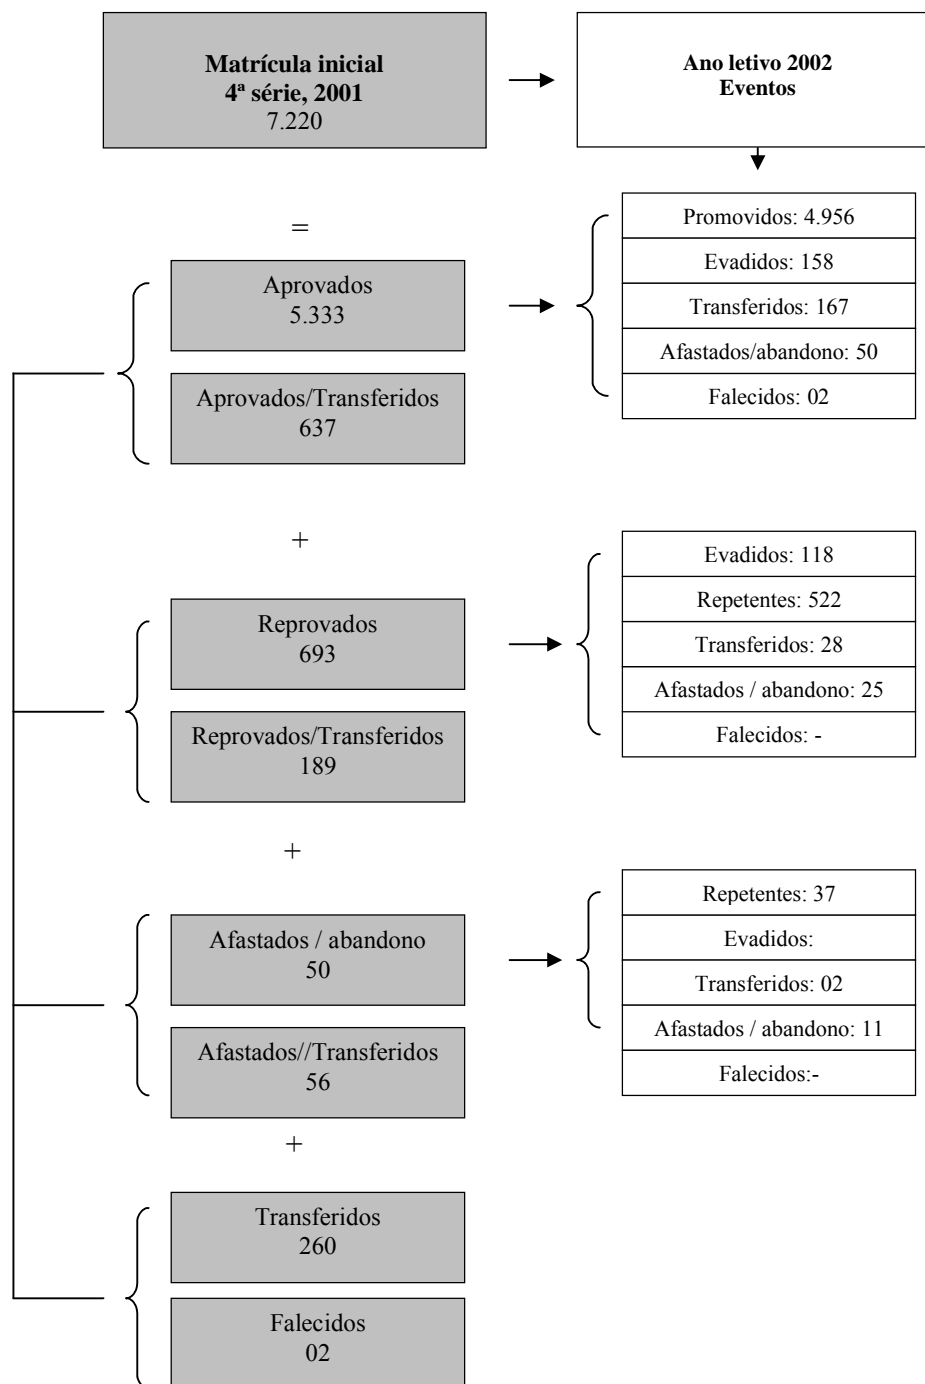 Matrícula inicial
4ª série, 2001
7.220
Ano letivo 2002
Eventos
=
Aprovados
5.333
Aprovados/Transferidos
637
Promovidos: 4.956
Evadidos: 158
Transferidos: 167
Afastados/abandono: 50
Falecidos: 02
+
Reprovados
693
Reprovados/Transferidos
189
Evadidos: 118
Repetentes: 522
Transferidos: 28
Afastados / abandono: 25
Falecidos: -
+
Afastados / abandono
50
Afastados//Transferidos
56
Repetentes: 37
Evadidos:
Transferidos: 02
Afastados / abandono: 11
Falecidos:-
+
Transferidos
260
Falecidos
02